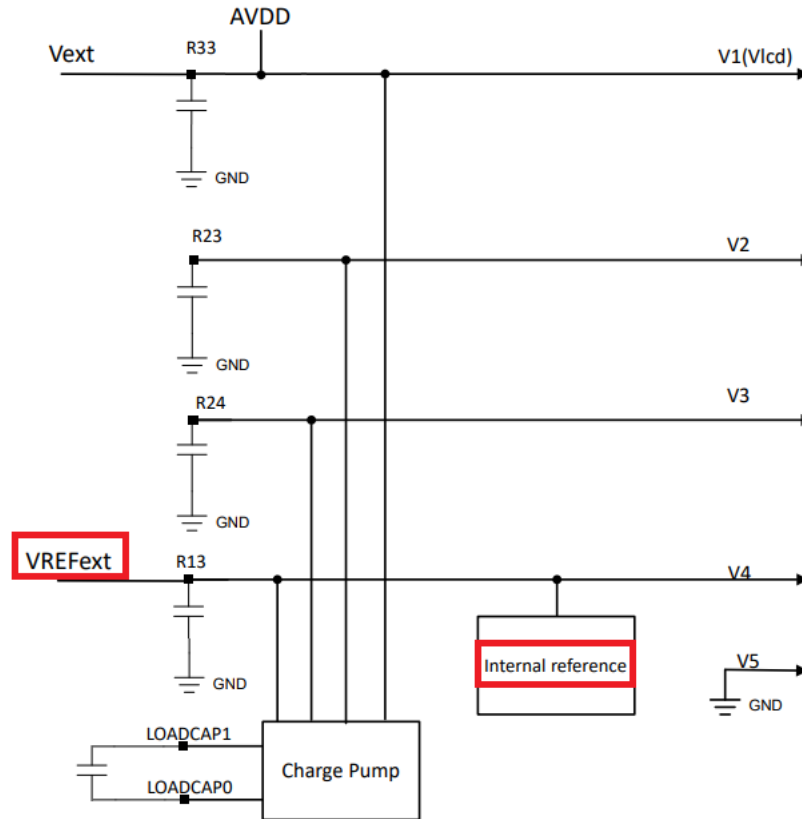 AVDD
Vext
R33
V1(Vlcd)
GND
R23
V2
GND
R24
V3
GND
VREFext
R13
V4
Internal reference
V5
GND
GND
LOADCAP1
Charge Pump
LOADCAP0